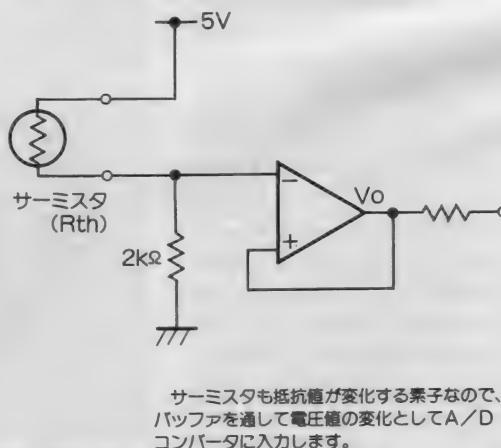 5V
サーミスタ
(Rth)
2kΩ
−
+
Vo
サーミスタも抵抗値が変化する素子なので、
バッファを通して電圧値の変化としてA/D
コンバータに入力します。